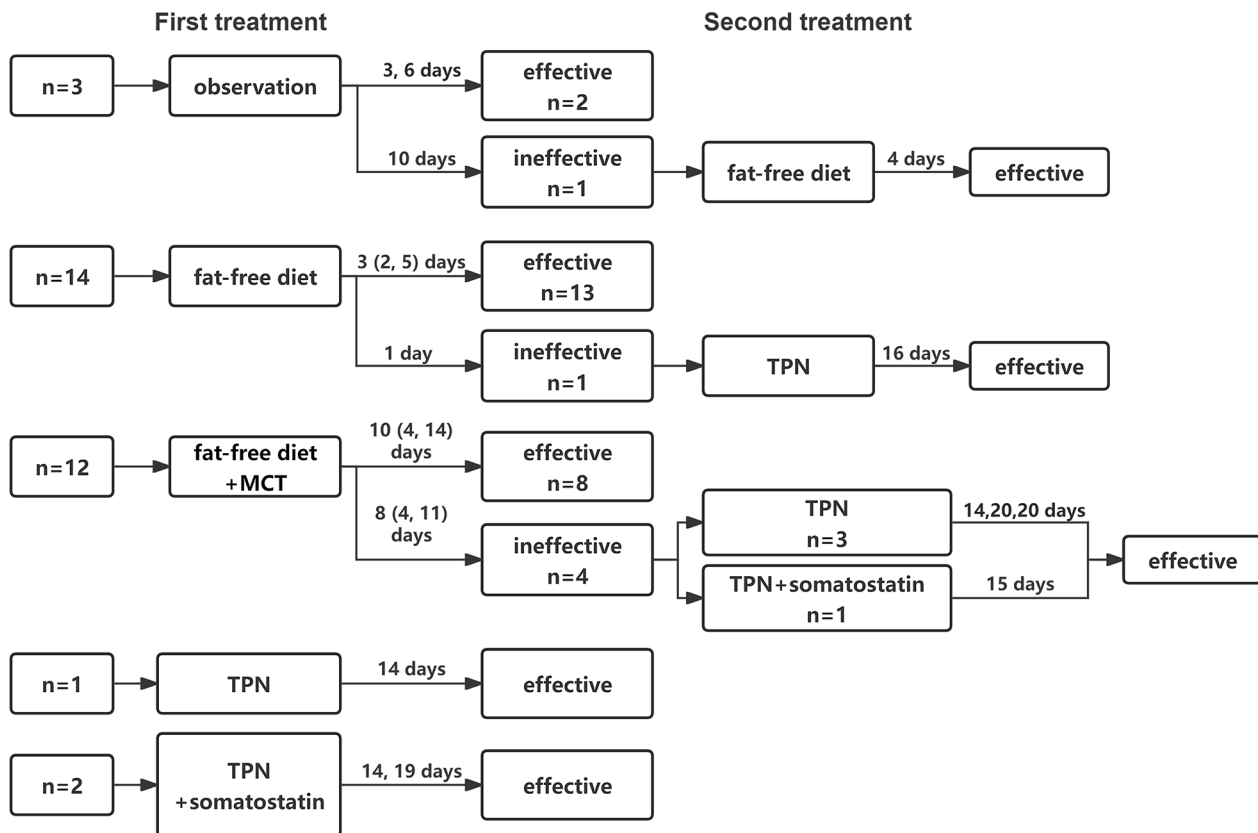 First treatment
Second treatment
n=3
observation
3, 6 days
effective
n=2
10 days
ineffective
n=1
fat-free diet
4 days
effective
n=14
fat-free diet
3 (2, 5) days
effective
n=13
1 day
ineffective
n=1
TPN
16 days
effective
n=12
fat-free diet
+MCT
10 (4, 14)
days
effective
n=8
8 (4, 11)
days
ineffective
n=4
TPN
n=3
14,20,20 days
TPN+somatostatin
n=1
15 days
effective
n=1
TPN
14 days
effective
n=2
TPN
+somatostatin
14, 19 days
effective